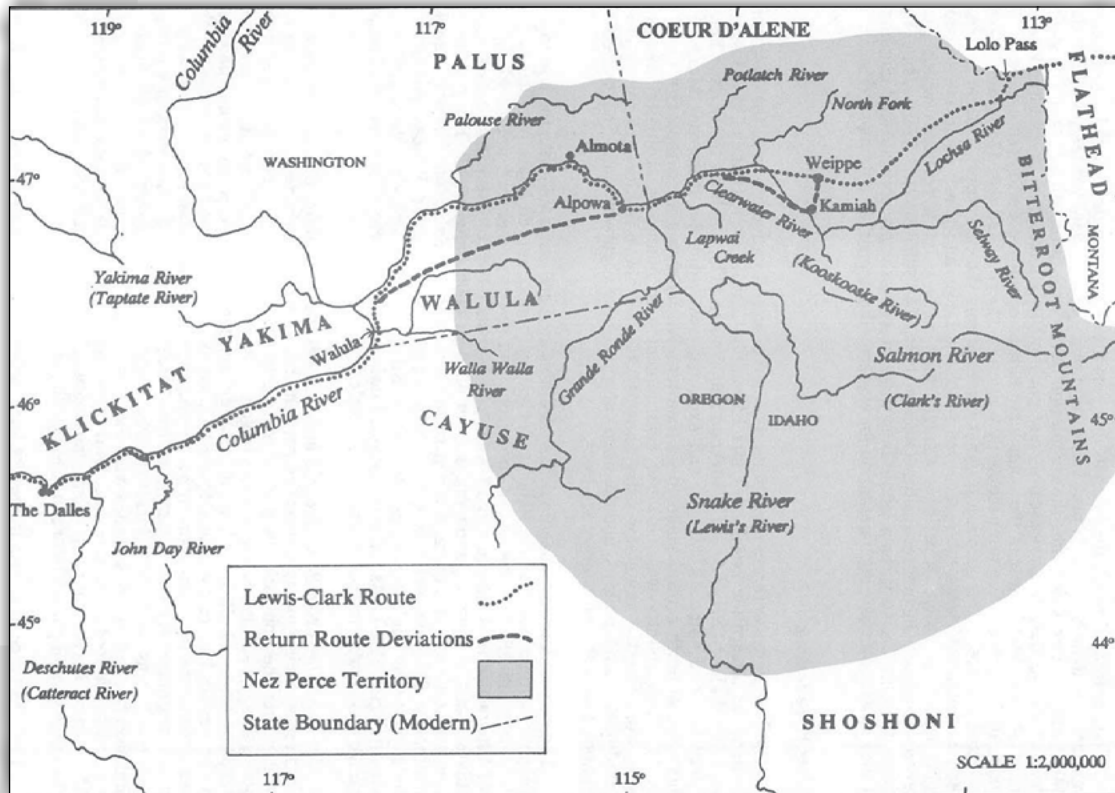 119°
117°
113°
Columbia
River
PALUS
COEUR D'ALENE
Lolo Pass
FLATHEAD
Potlatch River
North Fork
Palouse River
WASHINGTON
Almota
Weippe
Lochsa River
47°
47°
Alpowa
Clearwater
River
Kamiah
BITTERROOT MOUNTAINS
MONTANA
Lapwai
Creek
Selway River
Yakima River
(Taptate River)
(Kooskooske River)
WALULA
YAKIMA
Walula
Grande Ronde River
Salmon River
(Clark's River)
Walla Walla
River
46°
46°
45°
KLICKITAT
Columbia River
CAYUSE
OREGON
IDAHO
The Dalles
Snake River
(Lewis's River)
John Day River
Lewis-Clark Route
Return Route Deviations
Nez Perce Territory
State Boundary (Modern)
45°
44°
Deschutes River
(Catteract River)
SHOSHONI
SCALE 1:2,000,000
117°
115°